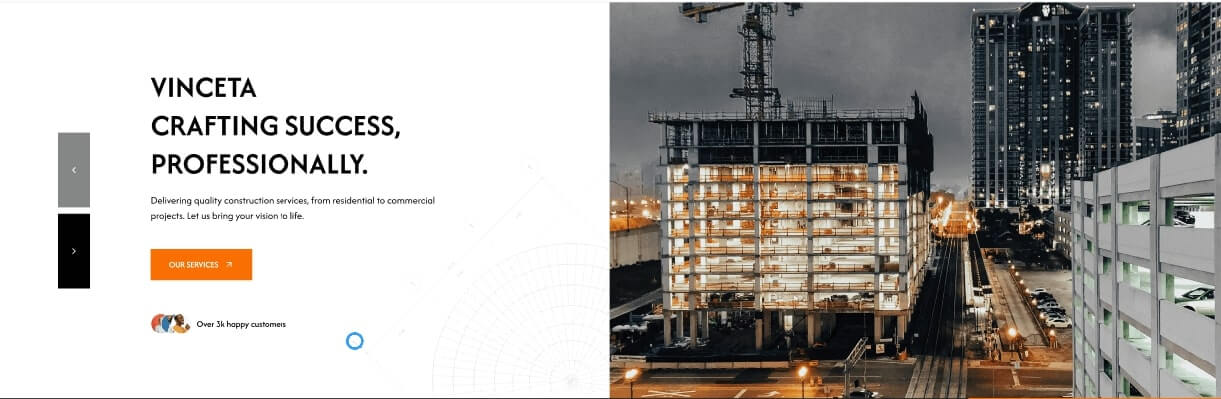 VINCETA
CRAFTING SUCCESS,
PROFESSIONALLY.
Delivering quality construction services, from residential to commercial
projects. Let us bring your vision to life.
OUR SERVICES
Over 3k happy customers